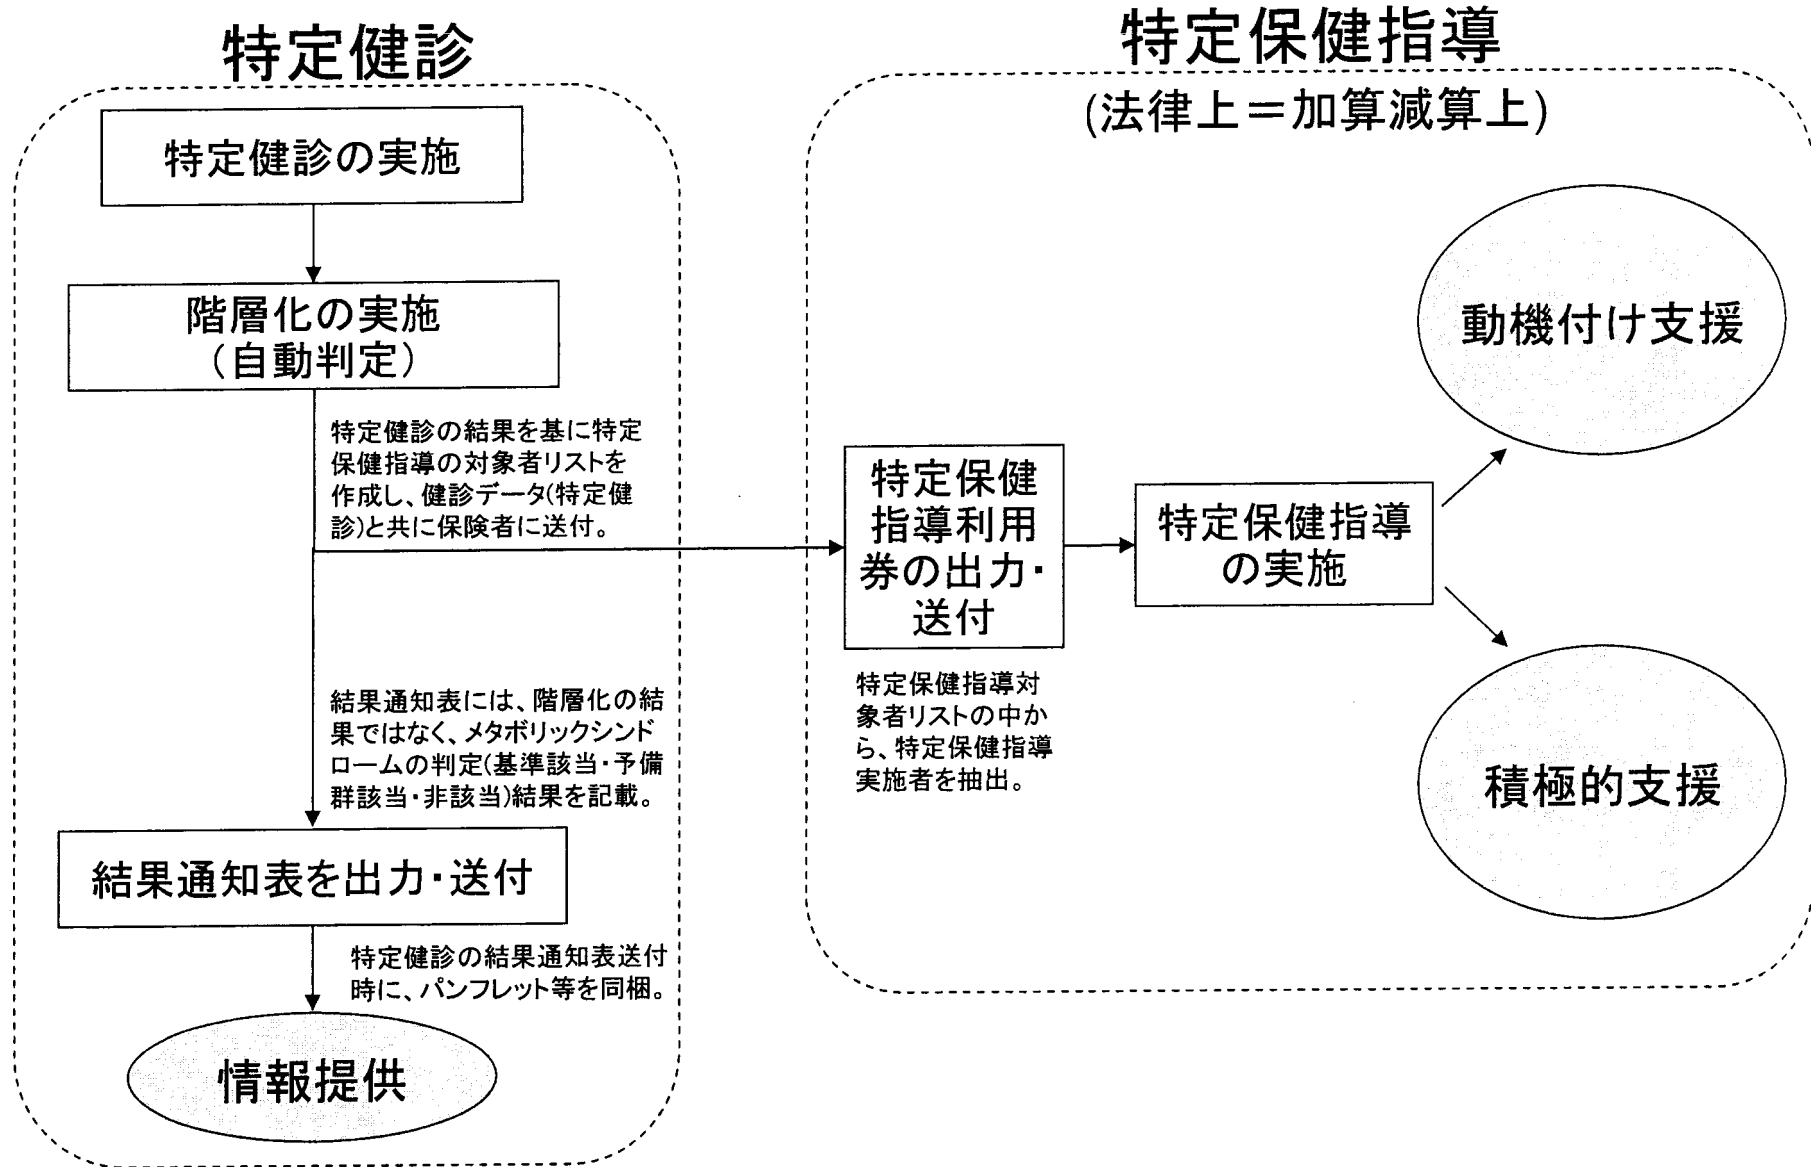 特定健診
特定健診の実施
階層化の実施
(自動判定)
特定健診の結果を基に特定
保健指導の対象者リストを
作成し、健診データ(特定健
診)と共に保険者に送付。
結果通知表には、階層化の結
果ではなく、メタボリックシンド
ロームの判定(基準該当・予備
群該当・非該当)結果を記載。
結果通知表を出力・送付
特定健診の結果通知表送付
時に、パンフレット等を同梱。
情報提供
特定保健指導
(法律上＝加算減算上)
特定保健
指導利用
券の出力・
送付
特定保健指導対
象者リストの中か
ら、特定保健指導
実施者を抽出。
特定保健指導
の実施
動機付け支援
積極的支援